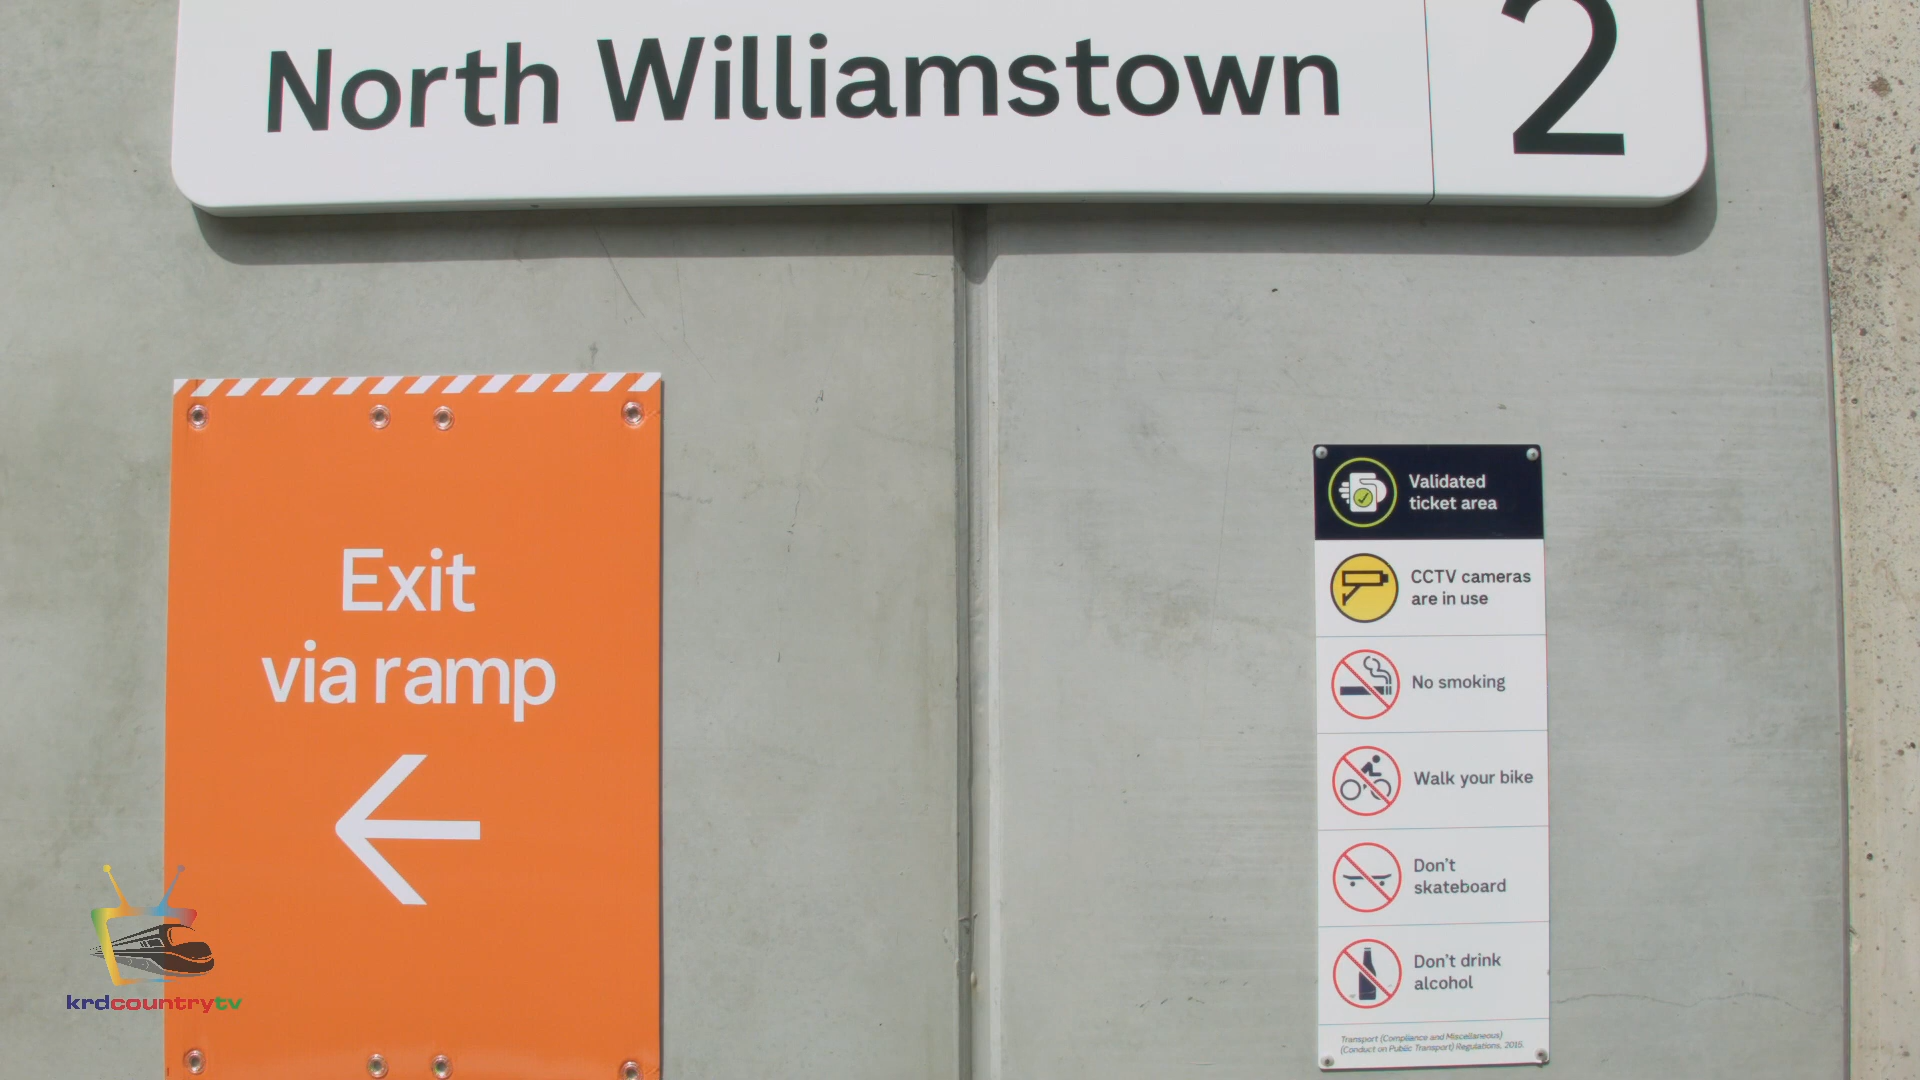 North Williamstown
2
Exit
via ramp
Validated
ticket area
CCTV cameras
are in use
No smoking
Walk your bike
Don't
skateboard
Don't drink
alcohol
Transport (Compliance and Miscellaneous)
(Conduct on Public Transport) Regulations, 2015.
krdcountrytv